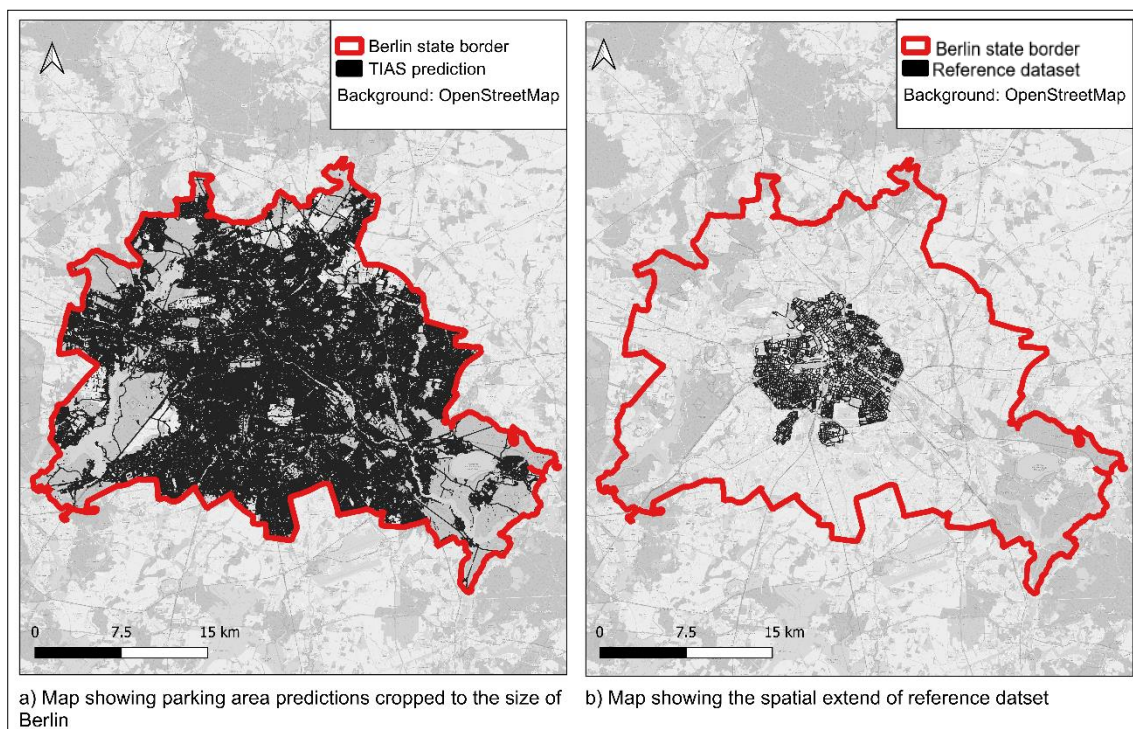 Berlin state border
TIAS prediction
Background: OpenStreetMap
0 7.5 15 km
a) Map showing parking area predictions cropped to the size of
Berlin
Berlin state border
Reference dataset
Background: OpenStreetMap
0 7.5 15 km
b) Map showing the spatial extend of reference datset